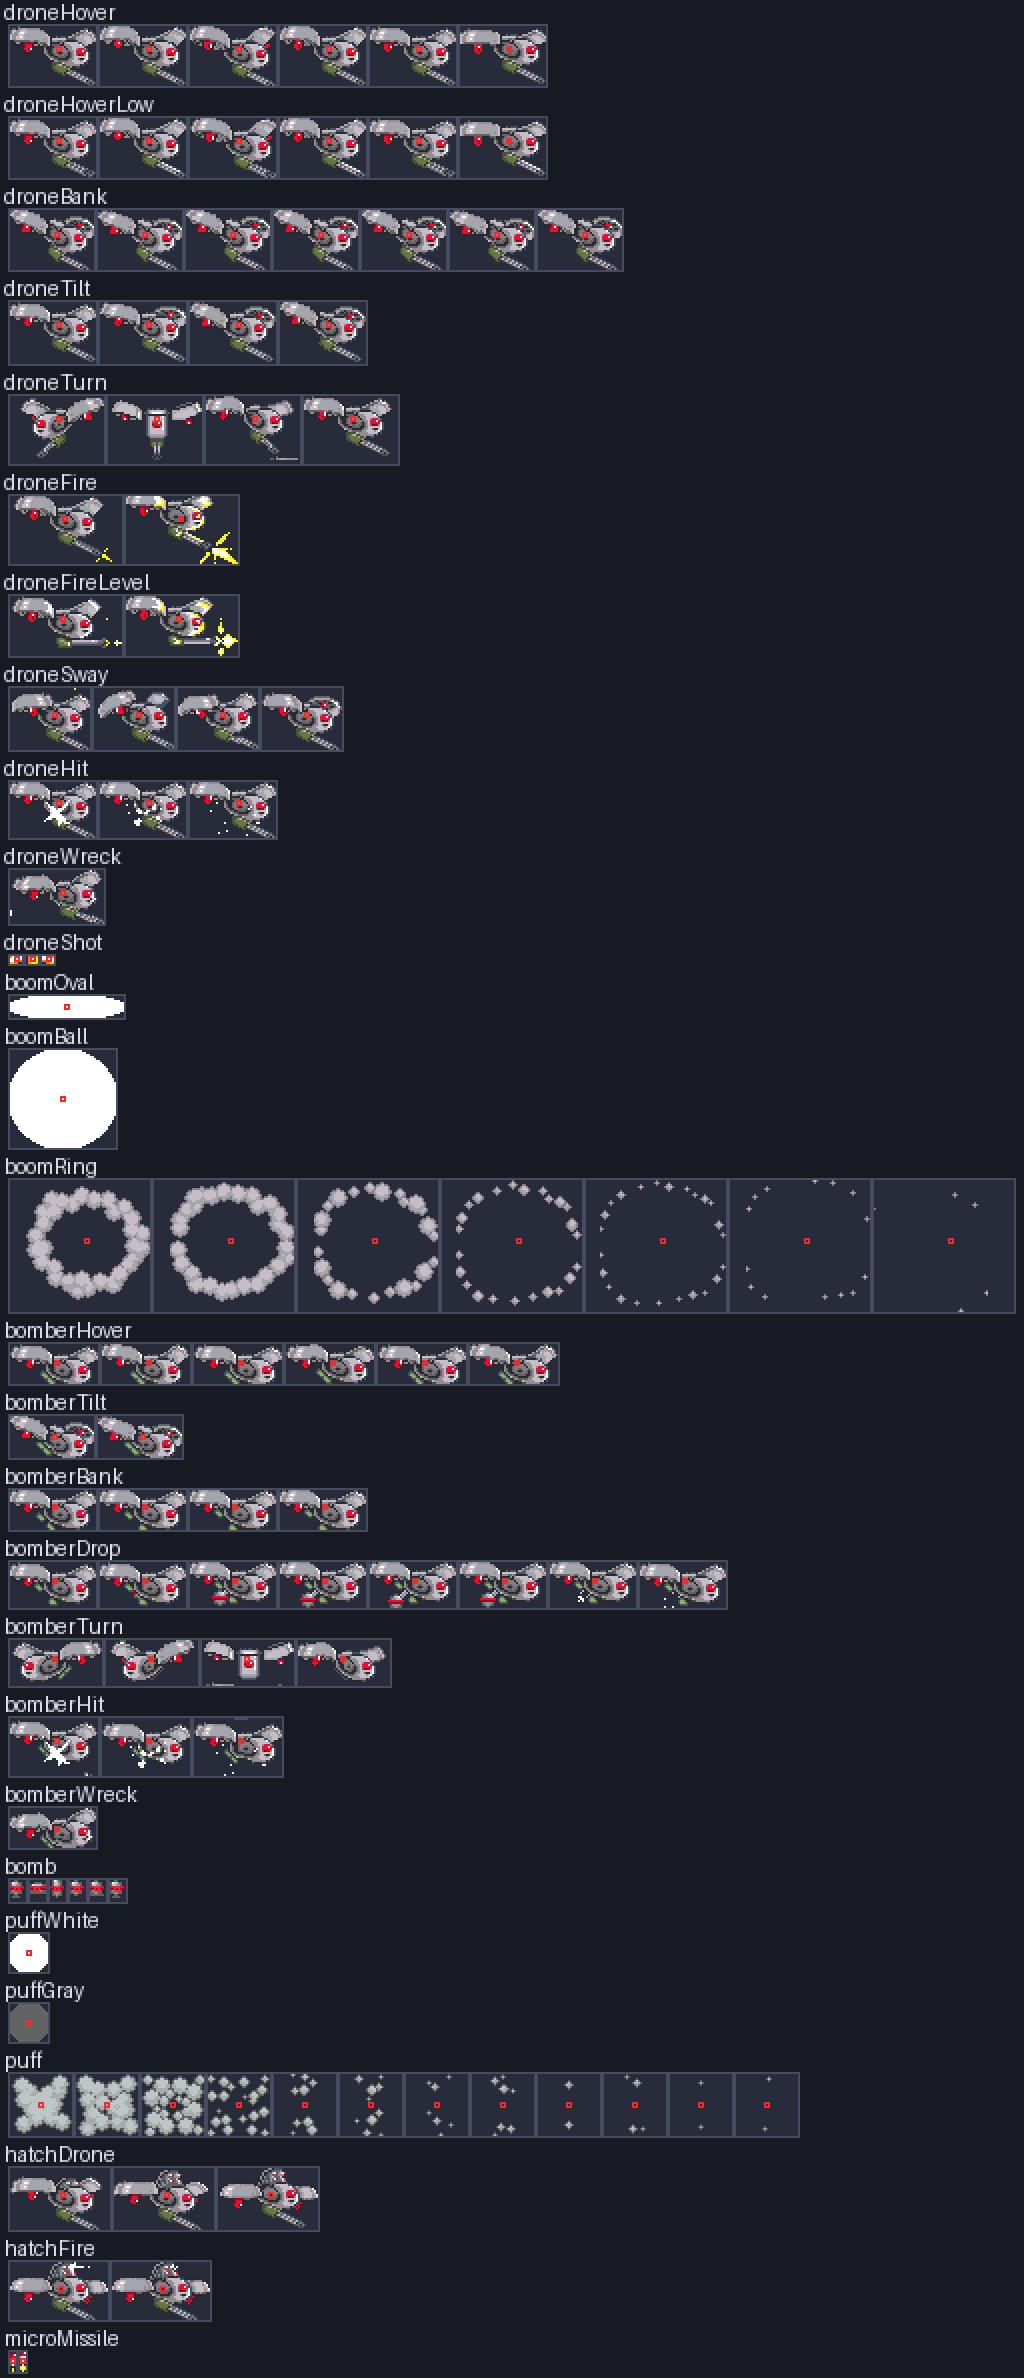 droneHover
droneHoverLow
droneBank
droneTilt
droneTurn
droneFire
droneFireLevel
droneSway
droneHit
droneWreck
droneShot
boomOval
boomBall
boomRing
bomberHover
bomberTilt
bomberBank
bomberDrop
bomberTurn
bomberHit
bomberWreck
bomb
puffWhite
puffGray
puff
hatchDrone
hatchFire
microMissile